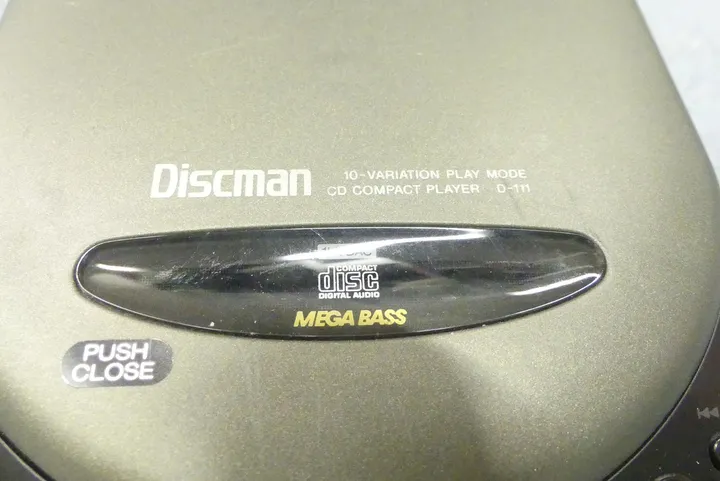 Discman
10-VARIATION PLAY MODE
CD COMPACT PLAYER D-111
COMPACT
disc
DIGITAL AUDIO
MEGA BASS
PUSH
CLOSE